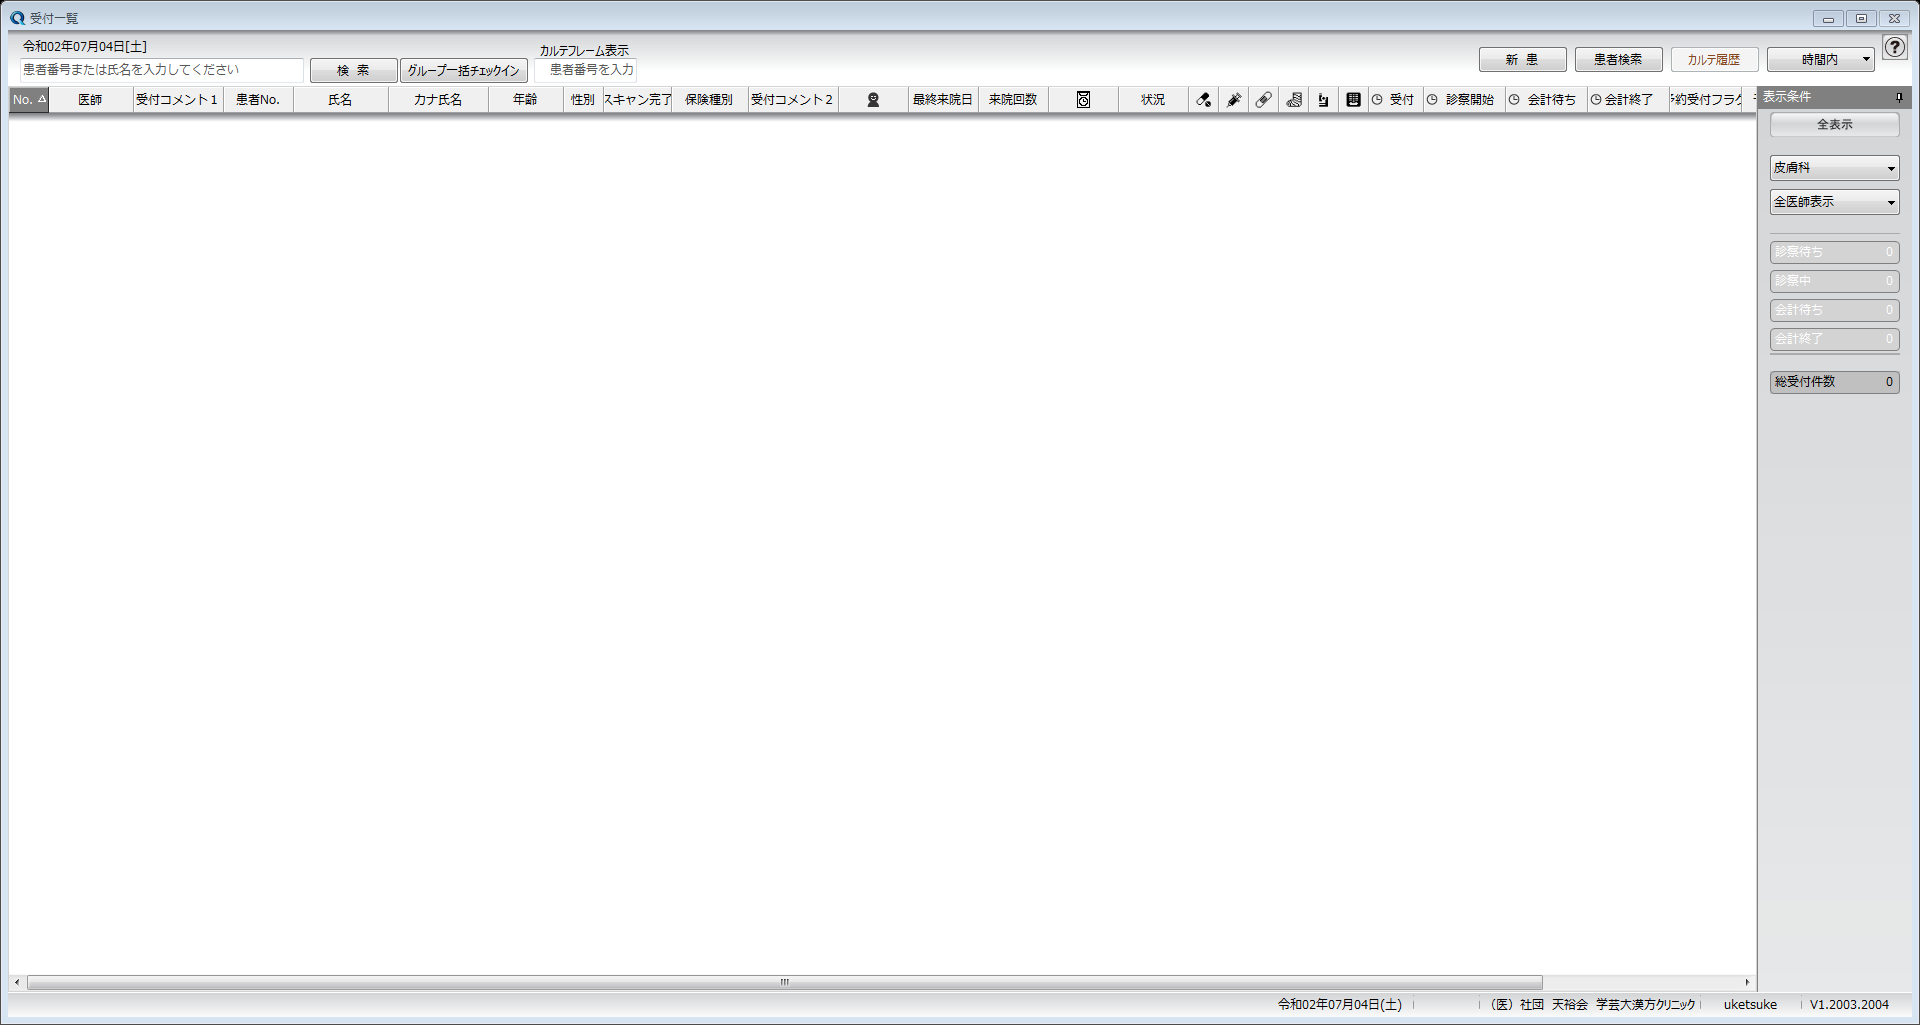 受付一覧
令和02年07月04日[土]
患者番号または氏名を入力してください
検 索
グループ一括チェックイン
カルテフレーム表示
患者番号を入力
新 患
患者検索
カルテ履歴
時間内
No. 医師 受付コメント1 患者No. 氏名 カナ氏名 年齢 性別 スキャン完了 保険種別 受付コメント2 最終来院日 来院回数 状況 受付 診察開始 会計待ち 会計終了 約受付フラグ
表示条件
全表示
皮膚科
全医師表示
診察待ち 0
診察中 0
会計待ち 0
会計終了 0
総受付件数 0
令和02年07月04日(土) (医) 社団 天裕会 学芸大漢方クリニック uketsuke V1.2003.2004